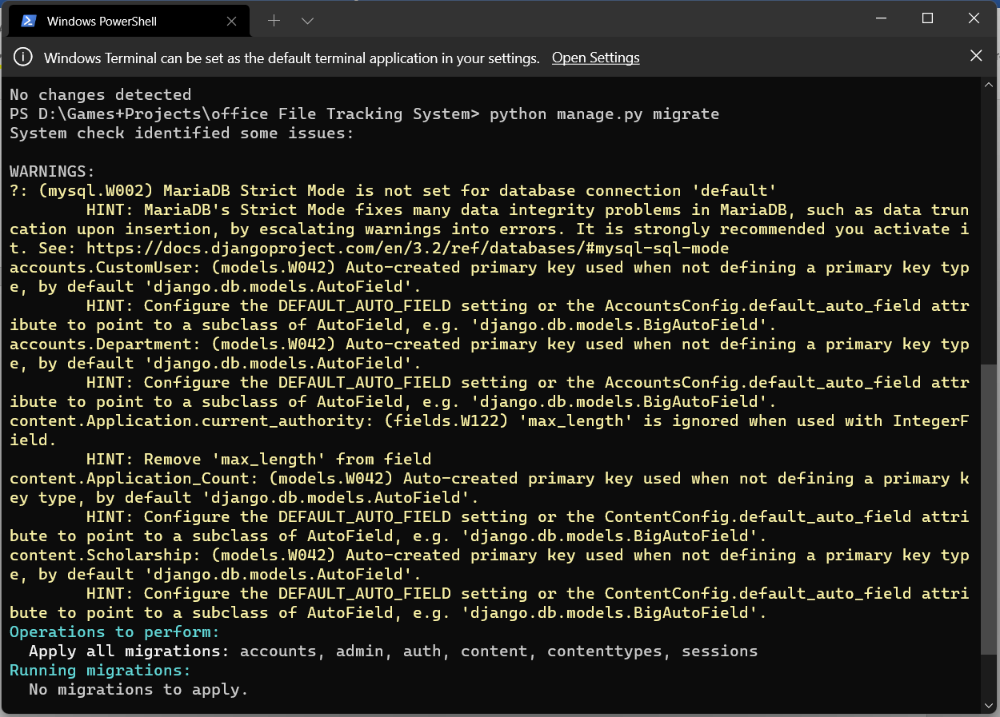 Windows PowerShell
Windows Terminal can be set as the default terminal application in your settings. Open Settings
No changes detected
PS D:\Games+Projects\office File Tracking System> python manage.py migrate
System check identified some issues:
WARNINGS:
?: (mysql.W002) MariaDB Strict Mode is not set for database connection 'default'
HINT: MariaDB's Strict Mode fixes many data integrity problems in MariaDB, such as data trun
cation upon insertion, by escalating warnings into errors. It is strongly recommended you activate i
t. See: https://docs.djangoproject.com/en/3.2/ref/databases/#mysql-sql-mode
accounts.CustomUser: (models.W042) Auto-created primary key used when not defining a primary key typ
e, by default 'django.db.models.AutoField'.
HINT: Configure the DEFAULT_AUTO_FIELD setting or the AccountsConfig.default_auto_field attr
ibute to point to a subclass of AutoField, e.g. 'django.db.models.BigAutoField'.
accounts.Department: (models.W042) Auto-created primary key used when not defining a primary key typ
e, by default 'django.db.models.AutoField'.
HINT: Configure the DEFAULT_AUTO_FIELD setting or the AccountsConfig.default_auto_field attr
ibute to point to a subclass of AutoField, e.g. 'django.db.models.BigAutoField'.
content.Application.current_authority: (fields.W122) 'max_length' is ignored when used with IntegerF
ield.
HINT: Remove 'max_length' from field
content.Application_Count: (models.W042) Auto-created primary key used when not defining a primary k
ey type, by default 'django.db.models.AutoField'.
HINT: Configure the DEFAULT_AUTO_FIELD setting or the ContentConfig.default_auto_field attri
bute to point to a subclass of AutoField, e.g. 'django.db.models.BigAutoField'.
content.Scholarship: (models.W042) Auto-created primary key used when not defining a primary key typ
e, by default 'django.db.models.AutoField'.
HINT: Configure the DEFAULT_AUTO_FIELD setting or the ContentConfig.default_auto_field attri
bute to point to a subclass of AutoField, e.g. 'django.db.models.BigAutoField'.
Operations to perform:
Apply all migrations: accounts, admin, auth, content, contenttypes, sessions
Running migrations:
No migrations to apply.